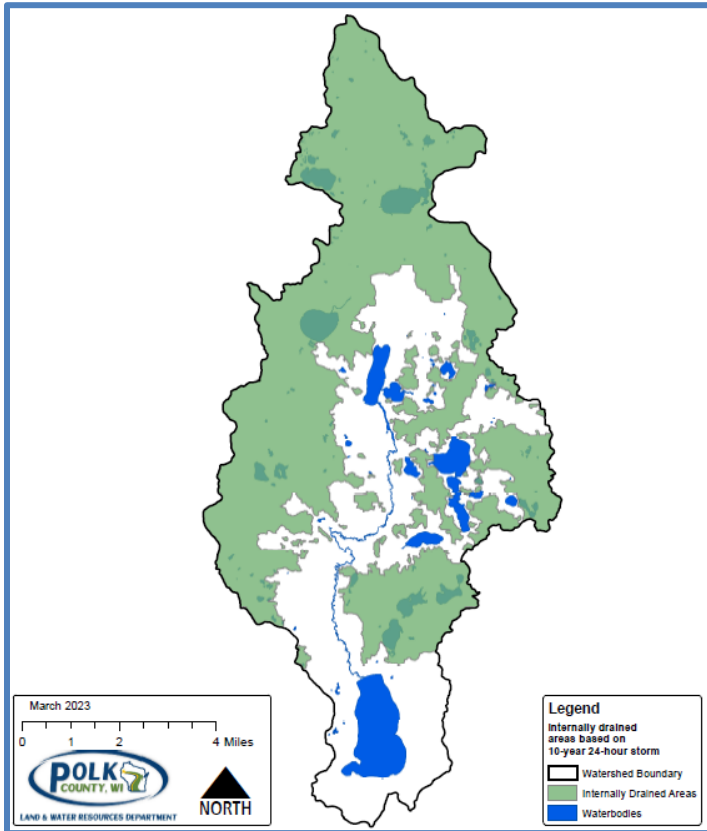 March 2023
0 1 2 4 Miles
POLK
COUNTY, WI
LAND & WATER RESOURCES DEPARTMENT
NORTH
Legend
Internally drained
areas based on
10-year 24-hour storm
Watershed Boundary
Internally Drained Areas
Waterbodies